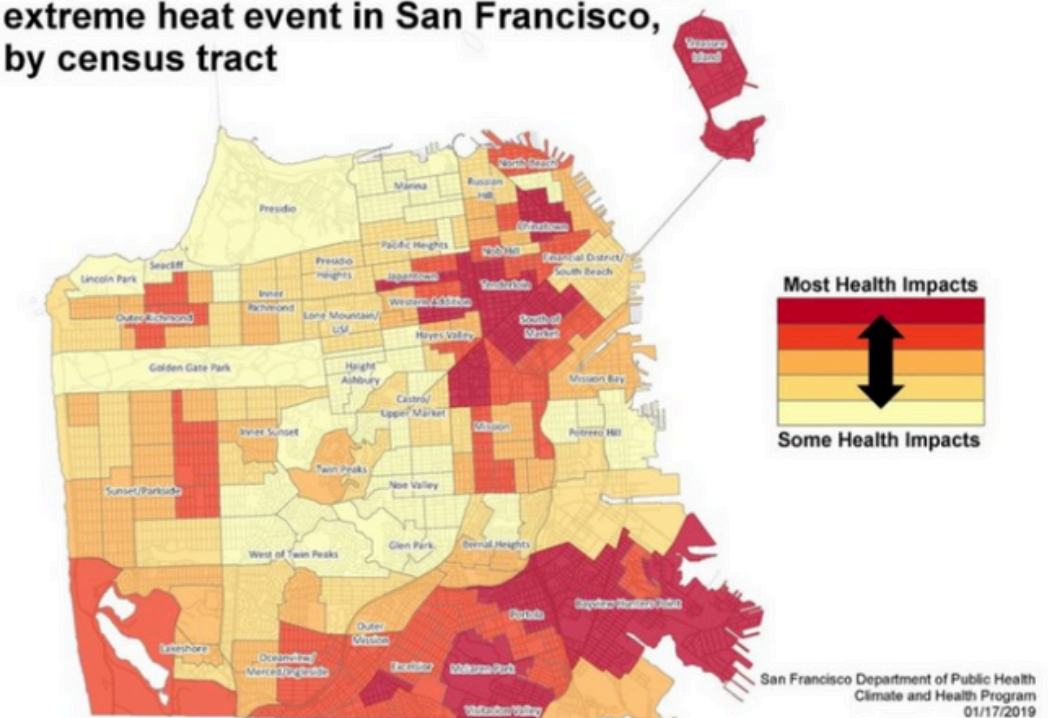 extreme heat event in San Francisco,
by census tract
Treasure
Island
North Beach
Marina
Russian
Hill
Presidio
Chinatown
Pacific Heights
Nob Hill
Financial District/
South Beach
Seacliff
Lincoln Park
Presidio
Heights
Japantown
Tenderloin
Inner
Richmond
Western Addition
Outer Richmond
Lone Mountain/
USF
South of
Market
Hayes Valley
Golden Gate Park
Haight
Ashbury
Mission Bay
Castro/
Upper Market
Inner Sunset
Mission
Potrero Hill
Twin Peaks
Noe Valley
Sunset/Parkside
West of Twin Peaks
Glen Park
Bernal Heights
Bayview Hunters Point
Portola
Outer
Mission
Lakeshore
Oceanview/
Merced/Ingleside
Excelsior
McLaren Park
Visitacion Valley
Most Health Impacts
Some Health Impacts
San Francisco Department of Public Health
Climate and Health Program
01/17/2019